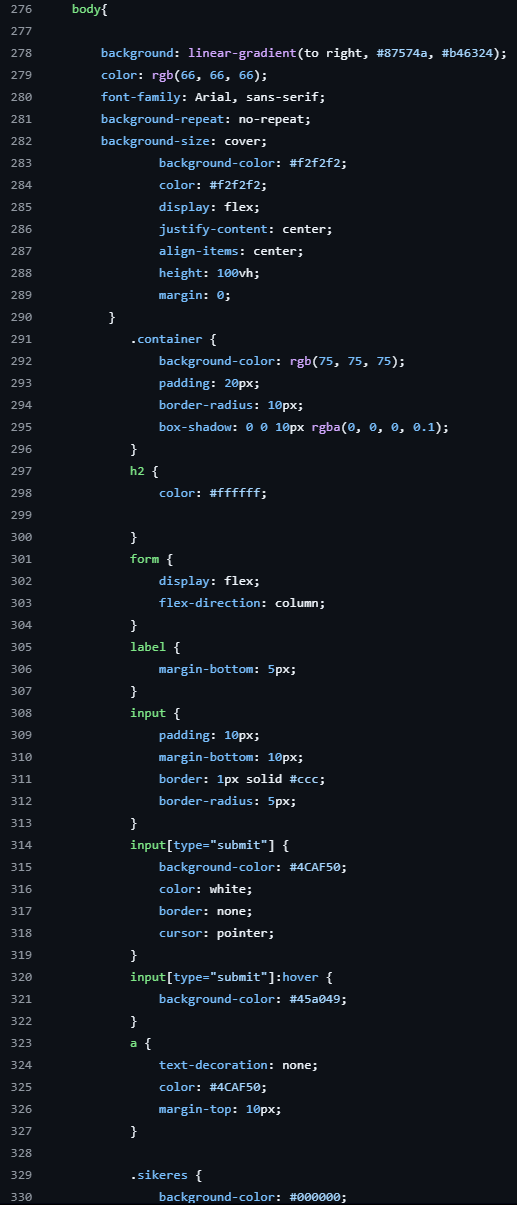 276 body{
277
278 background: linear-gradient(to right, #87574a, #b46324);
279 color: rgb(66, 66, 66);
280 font-family: Arial, sans-serif;
281 background-repeat: no-repeat;
282 background-size: cover;
283 background-color: #f2f2f2;
284 color: #f2f2f2;
285 display: flex;
286 justify-content: center;
287 align-items: center;
288 height: 100vh;
289 margin: 0;
290 }
291 .container {
292 background-color: rgb(75, 75, 75);
293 padding: 20px;
294 border-radius: 10px;
295 box-shadow: 0 0 10px rgba(0, 0, 0, 0.1);
296 }
297 h2 {
298 color: #ffffff;
299
300 }
301 form {
302 display: flex;
303 flex-direction: column;
304 }
305 label {
306 margin-bottom: 5px;
307 }
308 input {
309 padding: 10px;
310 margin-bottom: 10px;
311 border: 1px solid #ccc;
312 border-radius: 5px;
313 }
314 input[type="submit"] {
315 background-color: #4CAF50;
316 color: white;
317 border: none;
318 cursor: pointer;
319 }
320 input[type="submit"]:hover {
321 background-color: #45a049;
322 }
323 a {
324 text-decoration: none;
325 color: #4CAF50;
326 margin-top: 10px;
327 }
328
329 .sikeres {
330 background-color: #000000;